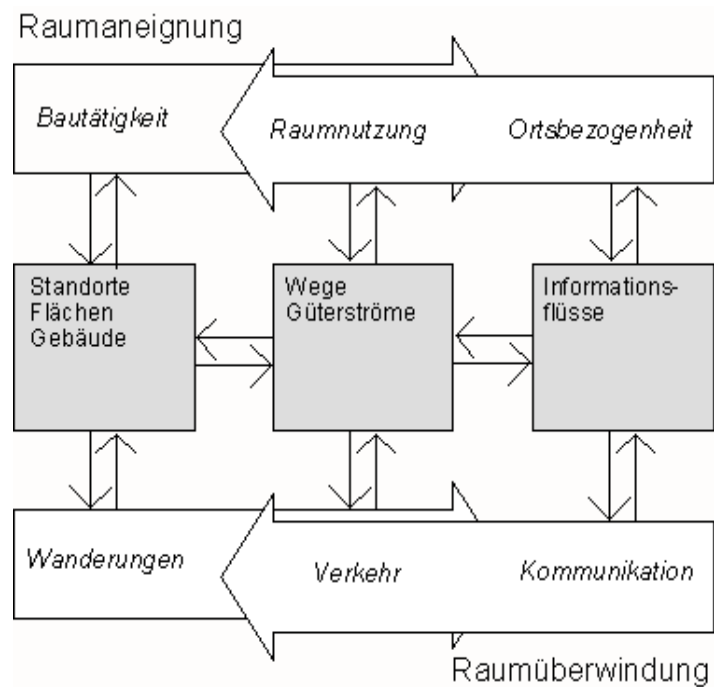 Raumaneignung
Bautätigkeit
Raumnutzung
Ortsbezogenheit
Standorte
Flächen
Gebäude
Wege
Güterströme
Informations-
flüsse
Wanderungen
Verkehr
Kommunikation
Raumüberwindung